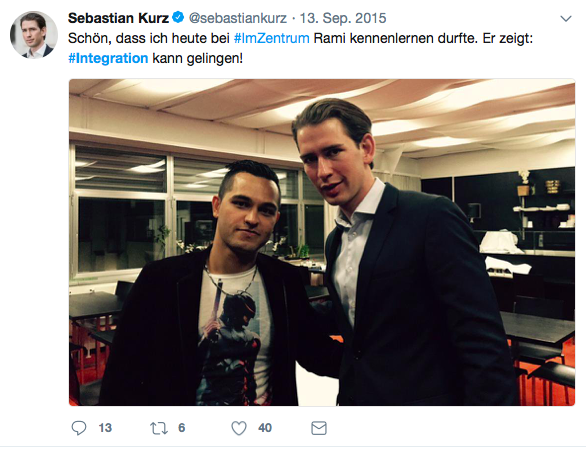 Sebastian Kurz @sebastiankurz · 13. Sep. 2015
Schön, dass ich heute bei #ImZentrum Rami kennenlernen durfte. Er zeigt:
#Integration kann gelingen!
13 6 40